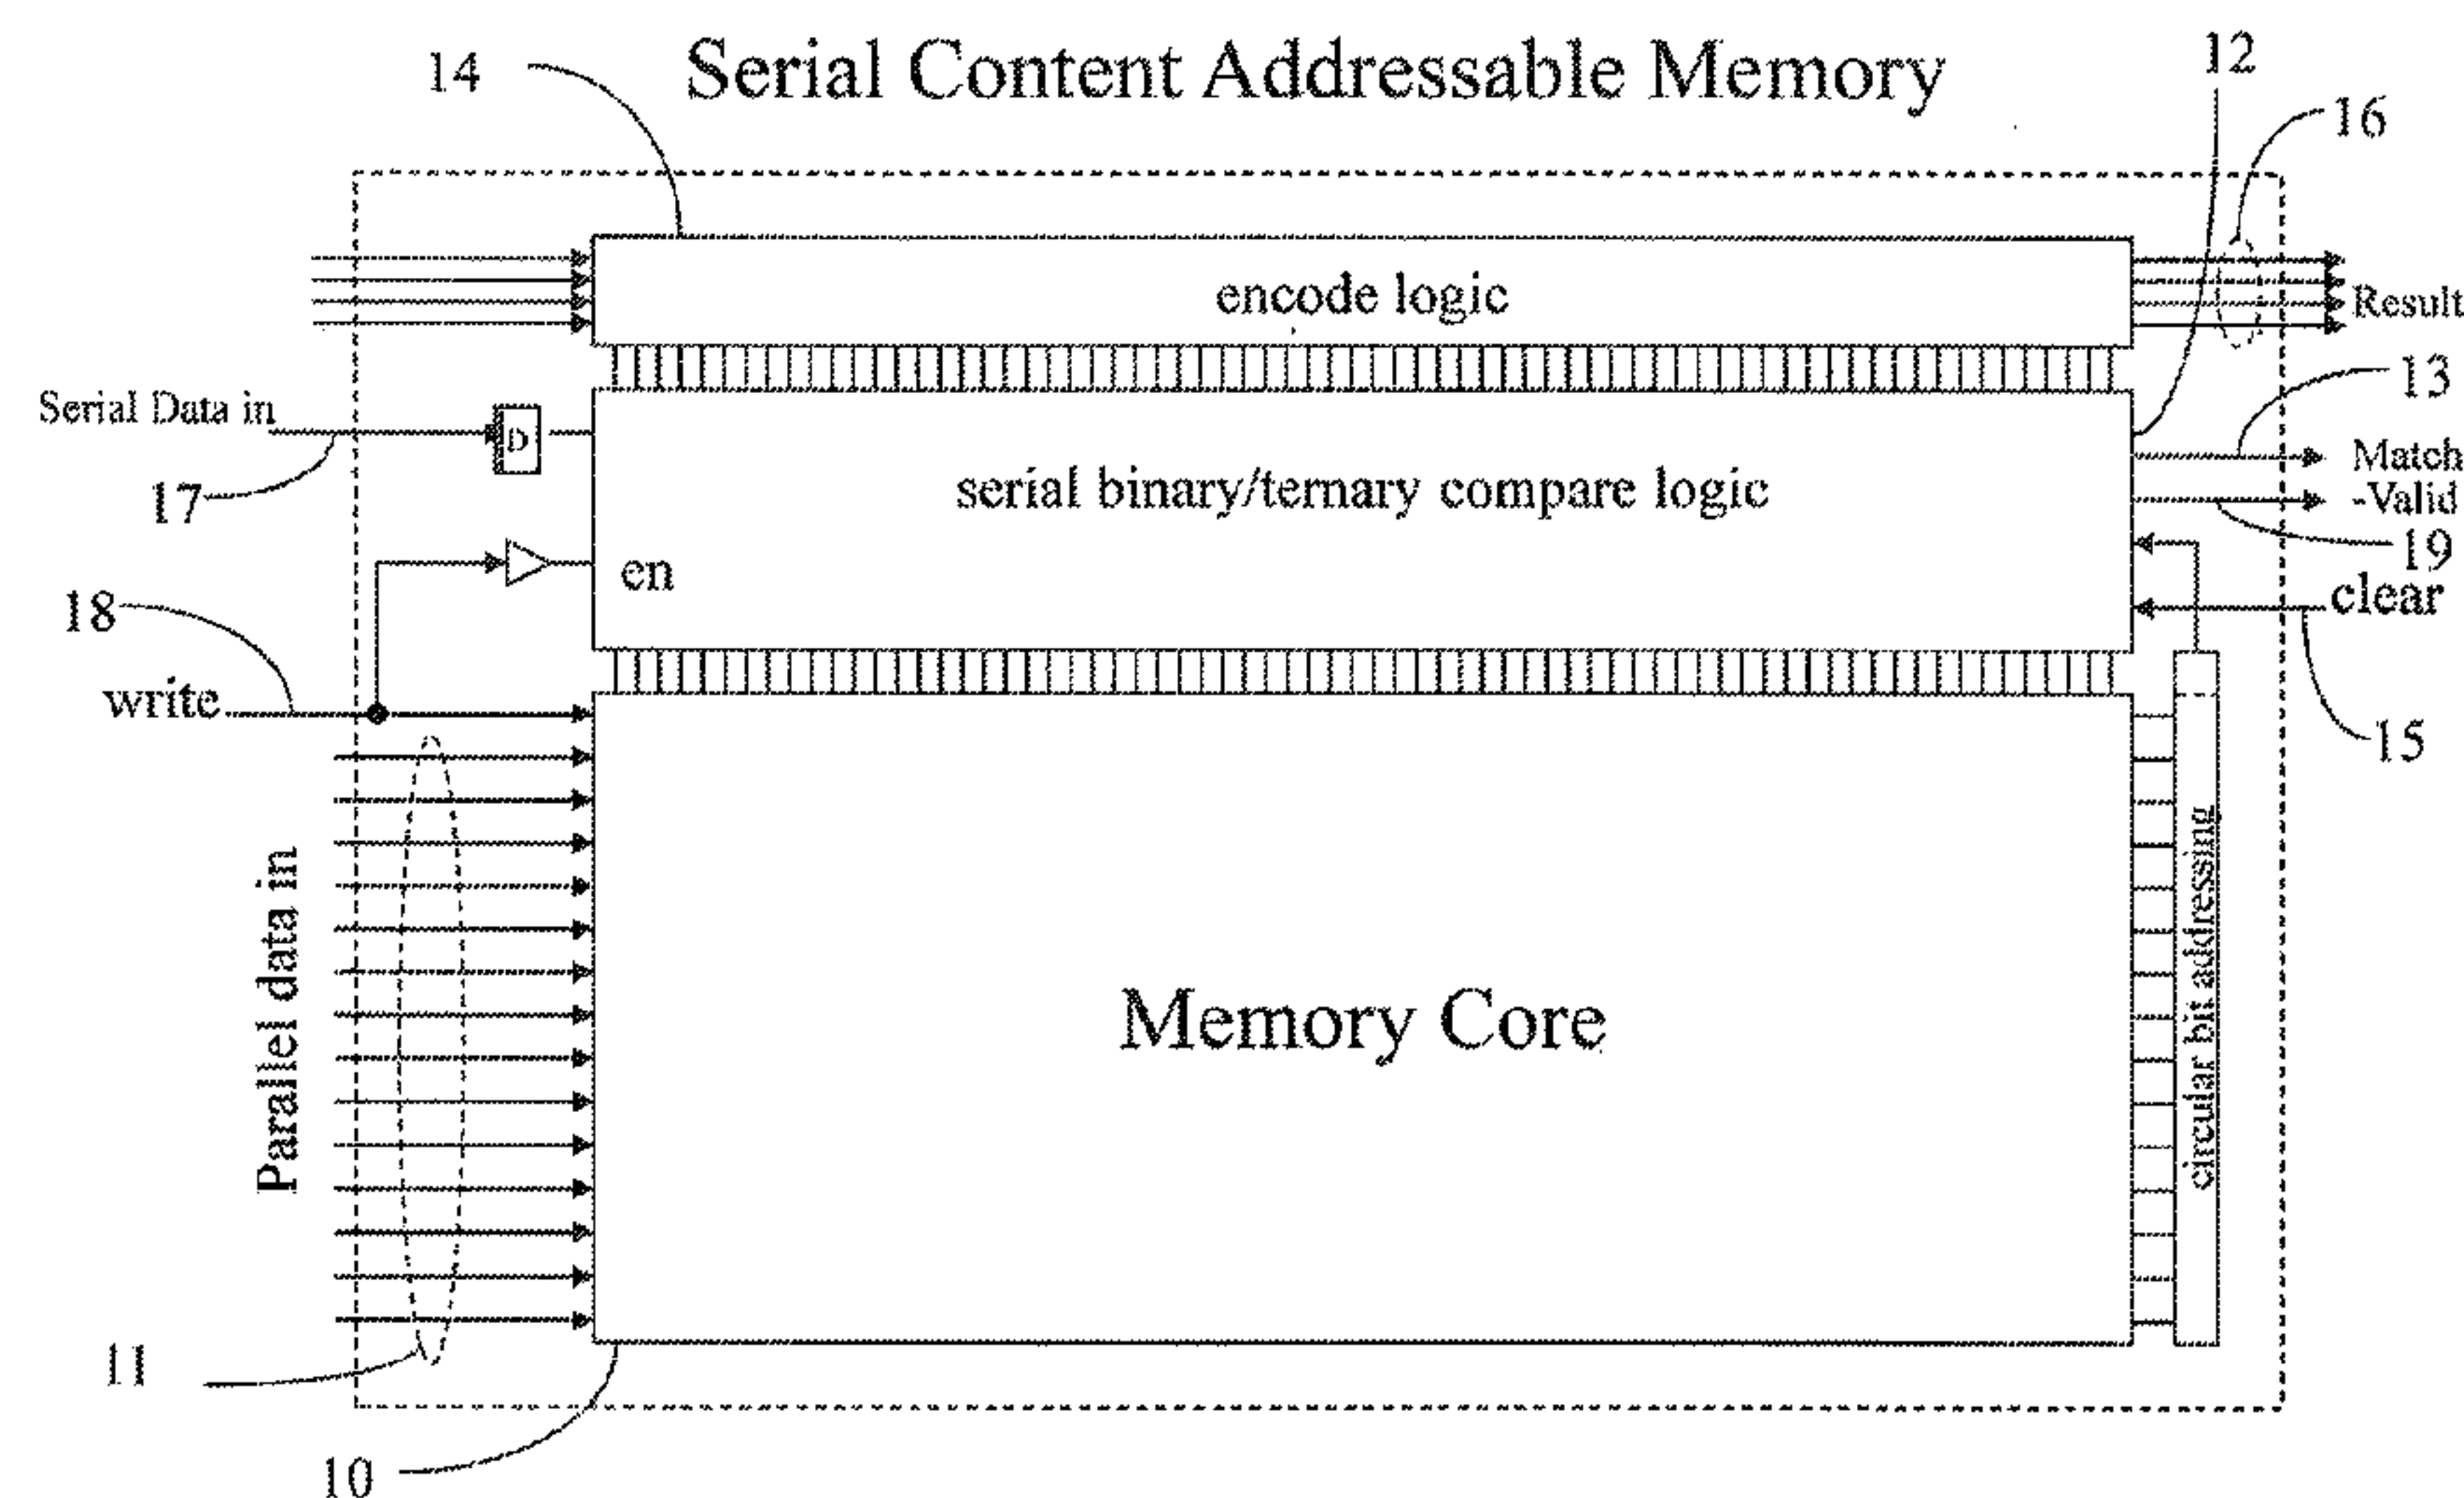 Serial Content Addressable Memory
14
12
16
encode logic
Result
Serial Data in
D
13
17
serial binary/ternary compare logic
Match
-Valid
19
en
18
clear
write
15
Parallel data in
Memory Core
circular bit addressing
11
10